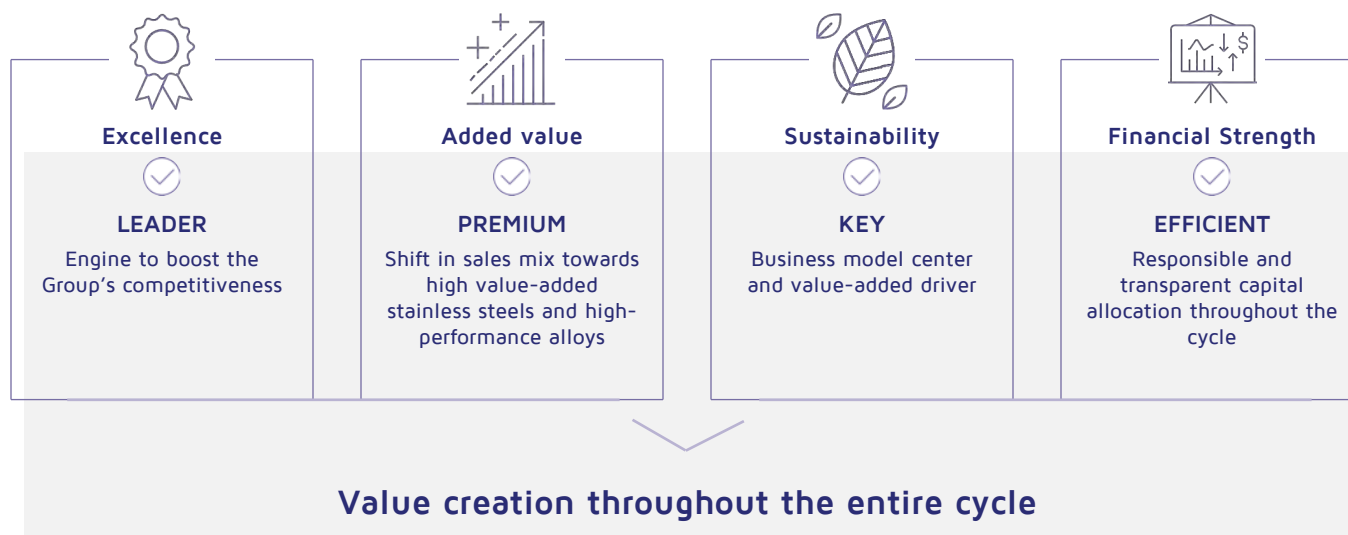 Excellence
LEADER
Engine to boost the
Group's competitiveness
Added value
PREMIUM
Shift in sales mix towards
high value-added
stainless steels and high-
performance alloys
Sustainability
KEY
Business model center
and value-added driver
Financial Strength
$
EFFICIENT
Responsible and
transparent capital
allocation throughout the
cycle
Value creation throughout the entire cycle